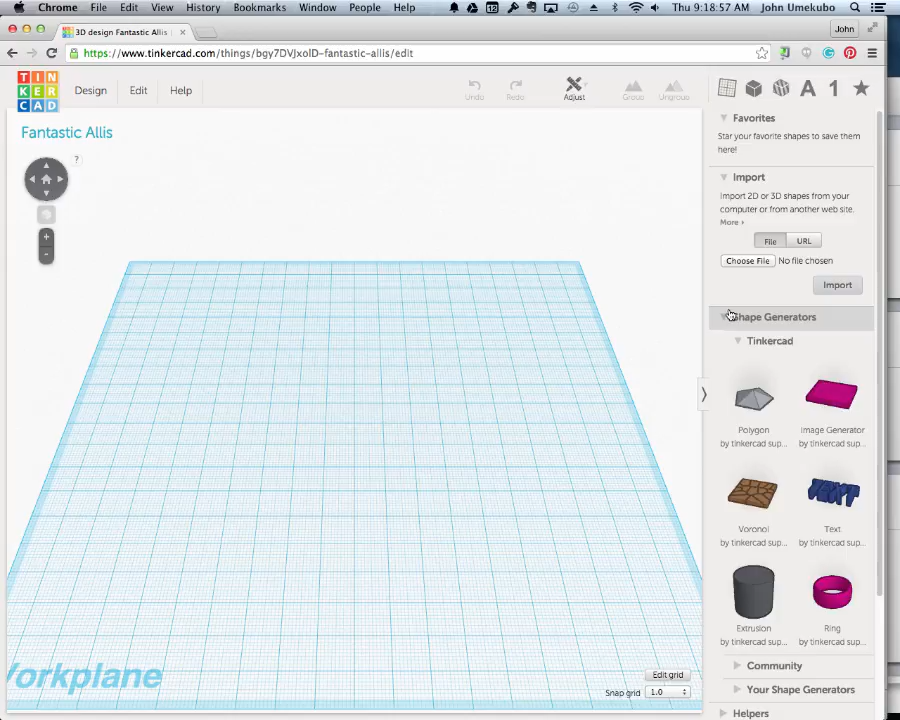 Chrome File Edit View History Bookmarks Window People Help
12
Thu 9:18:57 AM John Umekubo
3D design Fantastic Allis
John
https://www.tinkercad.com/things/bgy7DVJxoID-fantastic-allis/edit
TIN
KER
CAD
Design Edit Help
Undo Redo Adjust Group Ungroup
A 1
Fantastic Allis
?
+
-
Favorites
Star your favorite shapes to save them
here!
Import
Import 2D or 3D shapes from your
computer or from another web site.
More
File URL
Choose File No file chosen
Import
Shape Generators
Tinkercad
Polygon
by tinkercad sup...
Image Generator
by tinkercad sup...
Voronoi
by tinkercad sup...
TEXT
Text
by tinkercad sup...
Extrusion
by tinkercad sup...
Ring
by tinkercad sup...
Community
Your Shape Generators
Helpers
Workplane
Edit grid
Snap grid 1.0